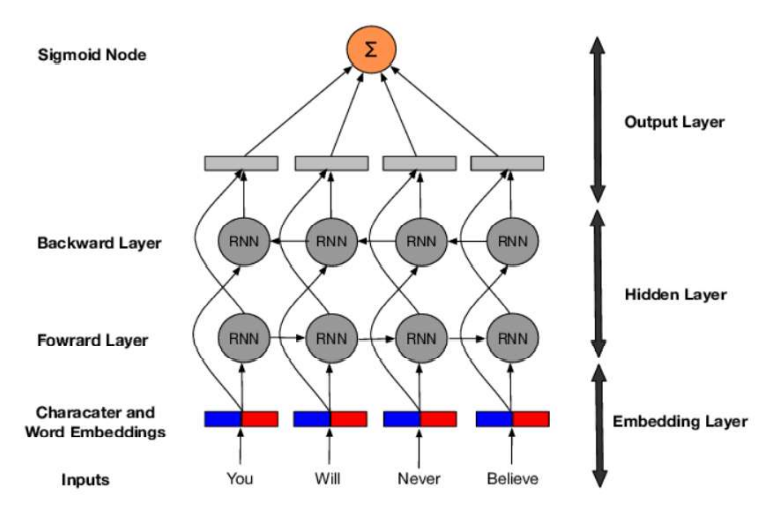 Sigmoid Node
Σ
Output Layer
Backward Layer
RNN RNN RNN RNN
Hidden Layer
Fowrard Layer
RNN RNN RNN RNN
Characater and
Word Embeddings
Embedding Layer
Inputs
You Will Never Believe